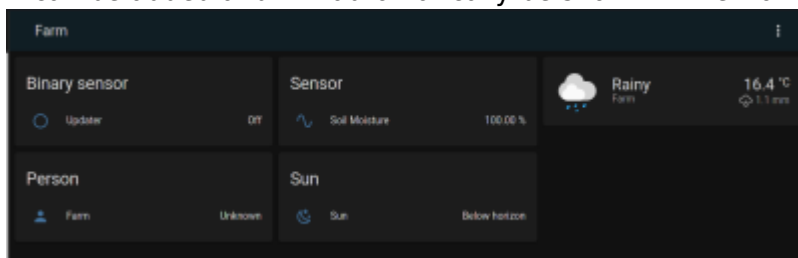 Farm
Binary sensor
Updater Off
Sensor
Soil Moisture 100.00 %
Rainy 16.4 °C
Farm 1.1 mm
Person
Farm Unknown
Sun
Sun Below horizon